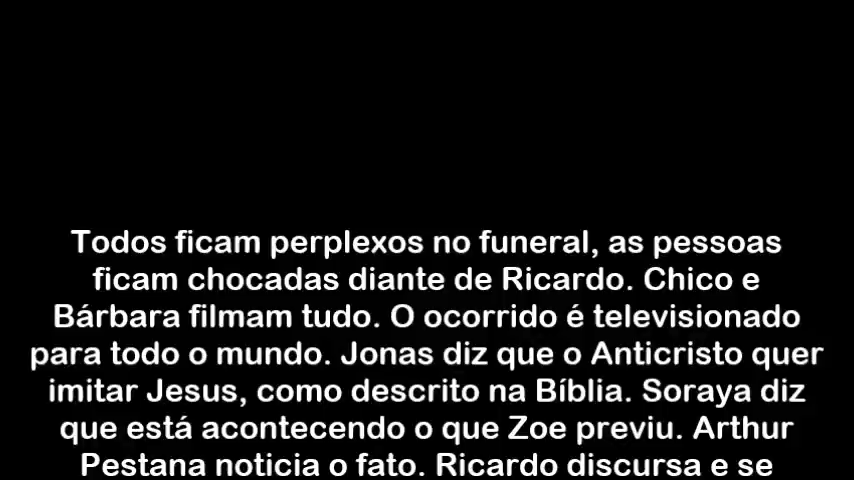 Todos ficam perplexos no funeral, as pessoas
ficam chocadas diante de Ricardo. Chico e
Bárbara filmam tudo. O ocorrido é televisionado
para todo o mundo. Jonas diz que o Anticristo quer
imitar Jesus, como descrito na Bíblia. Soraya diz
que está acontecendo o que Zoe previu. Arthur
Pestana noticia o fato. Ricardo discursa e se